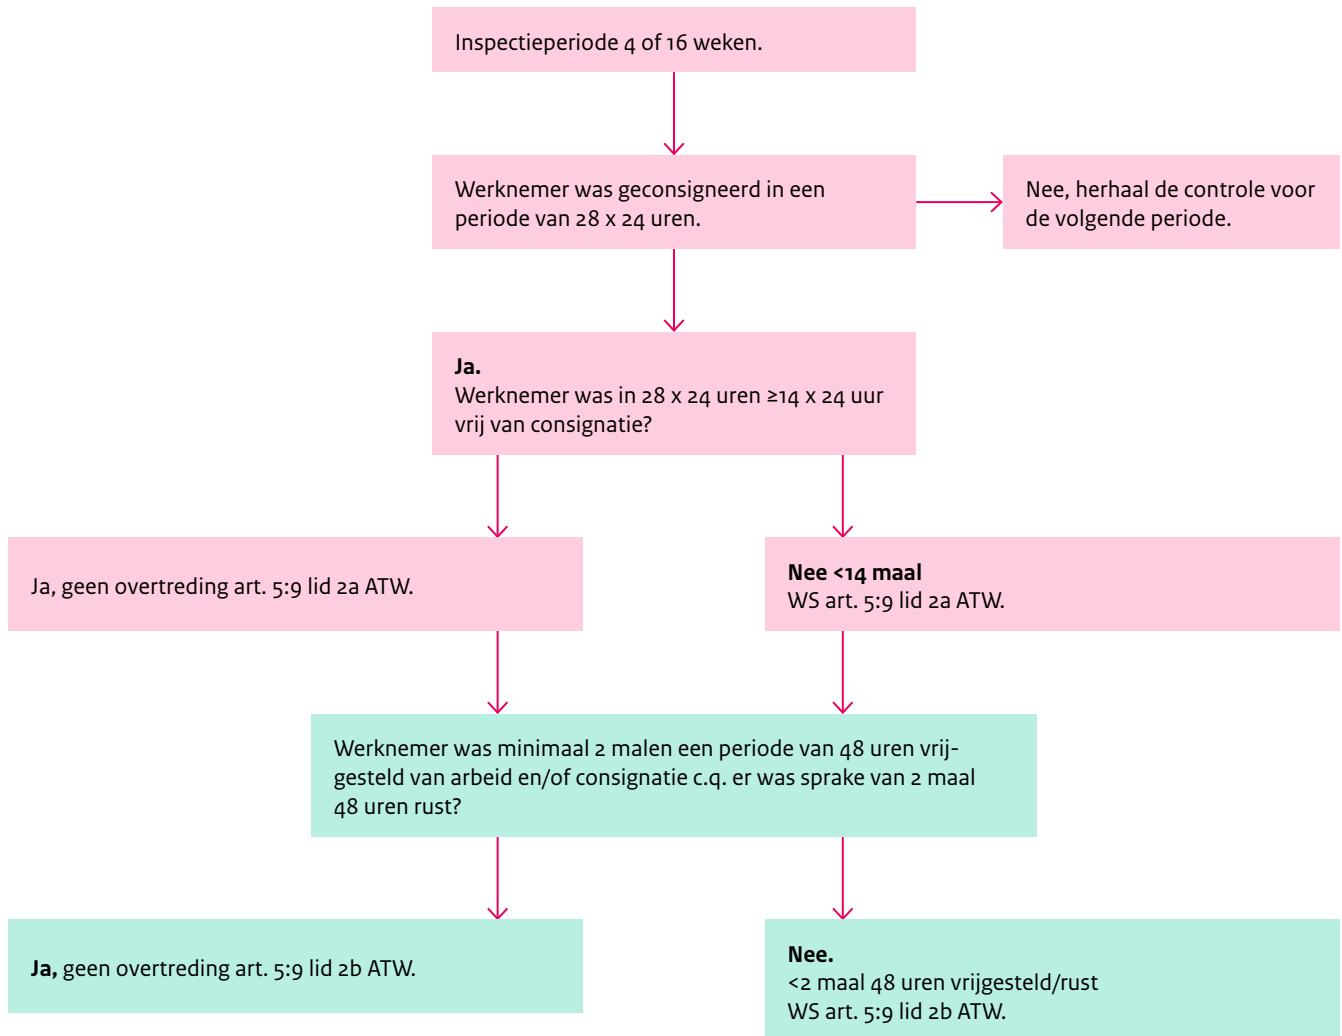 Inspectieperiode 4 of 16 weken.
Werknemer was geconsigneerd in een
periode van 28 x 24 uren.
Nee, herhaal de controle voor
de volgende periode.
Ja.
Werknemer was in 28 x 24 uren ≥14 x 24 uur
vrij van consignatie?
Ja, geen overtreding art. 5:9 lid 2a ATW.
Nee <14 maal
WS art. 5:9 lid 2a ATW.
Werknemer was minimaal 2 malen een periode van 48 uren vrij-
gesteld van arbeid en/of consignatie c.q. er was sprake van 2 maal
48 uren rust?
Ja, geen overtreding art. 5:9 lid 2b ATW.
Nee.
<2 maal 48 uren vrijgesteld/rust
WS art. 5:9 lid 2b ATW.